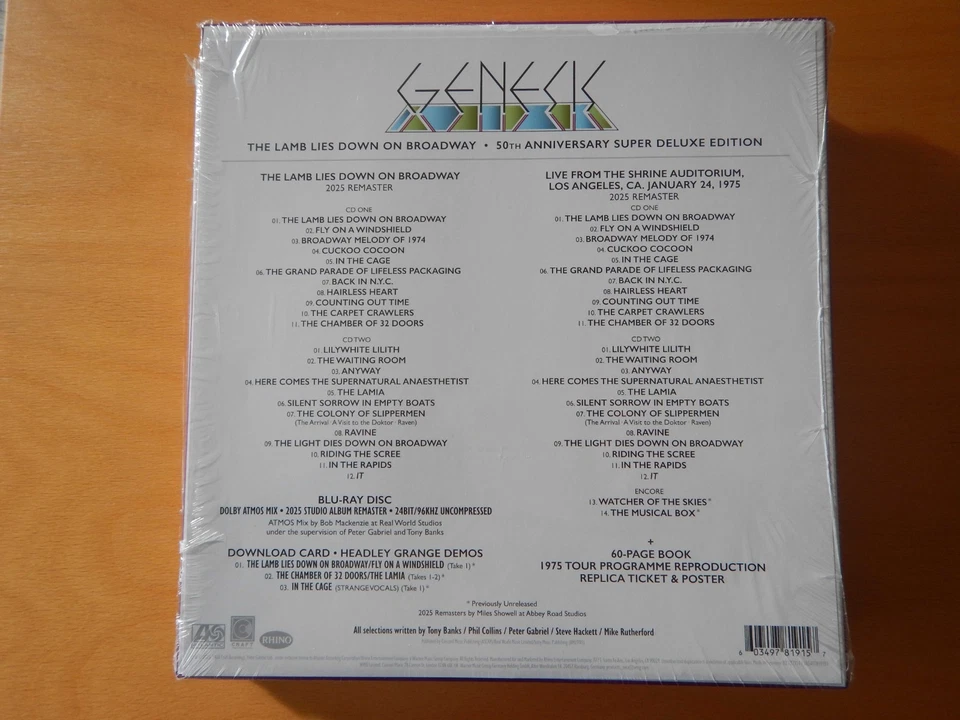 GENESIS
THE LAMB LIES DOWN ON BROADWAY • 50TH ANNIVERSARY SUPER DELUXE EDITION
THE LAMB LIES DOWN ON BROADWAY
2025 REMASTER
CD ONE
01. THE LAMB LIES DOWN ON BROADWAY
02. FLY ON A WINDSHIELD
03. BROADWAY MELODY OF 1974
04. CUCKOO COCOON
05. IN THE CAGE
06. THE GRAND PARADE OF LIFELESS PACKAGING
07. BACK IN N.Y.C.
08. HAIRLESS HEART
09. COUNTING OUT TIME
10. THE CARPET CRAWLERS
11. THE CHAMBER OF 32 DOORS
CD TWO
01. LILYWHITE LILITH
02. THE WAITING ROOM
03. ANYWAY
04. HERE COMES THE SUPERNATURAL ANAESTHETIST
05. THE LAMIA
06. SILENT SORROW IN EMPTY BOATS
07. THE COLONY OF SLIPPERMEN
(The Arrival · A Visit to the Doktor · Raven)
08. RAVINE
09. THE LIGHT DIES DOWN ON BROADWAY
10. RIDING THE SCREE
11. IN THE RAPIDS
12. IT
BLU-RAY DISC
DOLBY ATMOS MIX • 2025 STUDIO ALBUM REMASTER • 24BIT/96KHZ UNCOMPRESSED
ATMOS Mix by Bob Mackenzie at Real World Studios
under the supervision of Peter Gabriel and Tony Banks
DOWNLOAD CARD • HEADLEY GRANGE DEMOS
01. THE LAMB LIES DOWN ON BROADWAY/FLY ON A WINDSHIELD (Take 1)*
02. THE CHAMBER OF 32 DOORS/THE LAMIA (Takes 1-2)*
03. IN THE CAGE (STRANGE VOCALS) (Take 1)*
LIVE FROM THE SHRINE AUDITORIUM,
LOS ANGELES, CA. JANUARY 24, 1975
2025 REMASTER
CD ONE
01. THE LAMB LIES DOWN ON BROADWAY
02. FLY ON A WINDSHIELD
03. BROADWAY MELODY OF 1974
04. CUCKOO COCOON
05. IN THE CAGE
06. THE GRAND PARADE OF LIFELESS PACKAGING
07. BACK IN N.Y.C.
08. HAIRLESS HEART
09. COUNTING OUT TIME
10. THE CARPET CRAWLERS
11. THE CHAMBER OF 32 DOORS
CD TWO
01. LILYWHITE LILITH
02. THE WAITING ROOM
03. ANYWAY
04. HERE COMES THE SUPERNATURAL ANAESTHETIST
05. THE LAMIA
06. SILENT SORROW IN EMPTY BOATS
07. THE COLONY OF SLIPPERMEN
(The Arrival · A Visit to the Doktor · Raven)
08. RAVINE
09. THE LIGHT DIES DOWN ON BROADWAY
10. RIDING THE SCREE
11. IN THE RAPIDS
12. IT
ENCORE
13. WATCHER OF THE SKIES*
14. THE MUSICAL BOX*
+
60-PAGE BOOK
1975 TOUR PROGRAMME REPRODUCTION
REPLICA TICKET & POSTER
* Previously Unreleased
2025 Remasters by Miles Showell at Abbey Road Studios
All selections written by Tony Banks / Phil Collins / Peter Gabriel / Steve Hackett / Mike Rutherford
ATLANTIC
CRAFT
RHINO
6 03497 81915 7